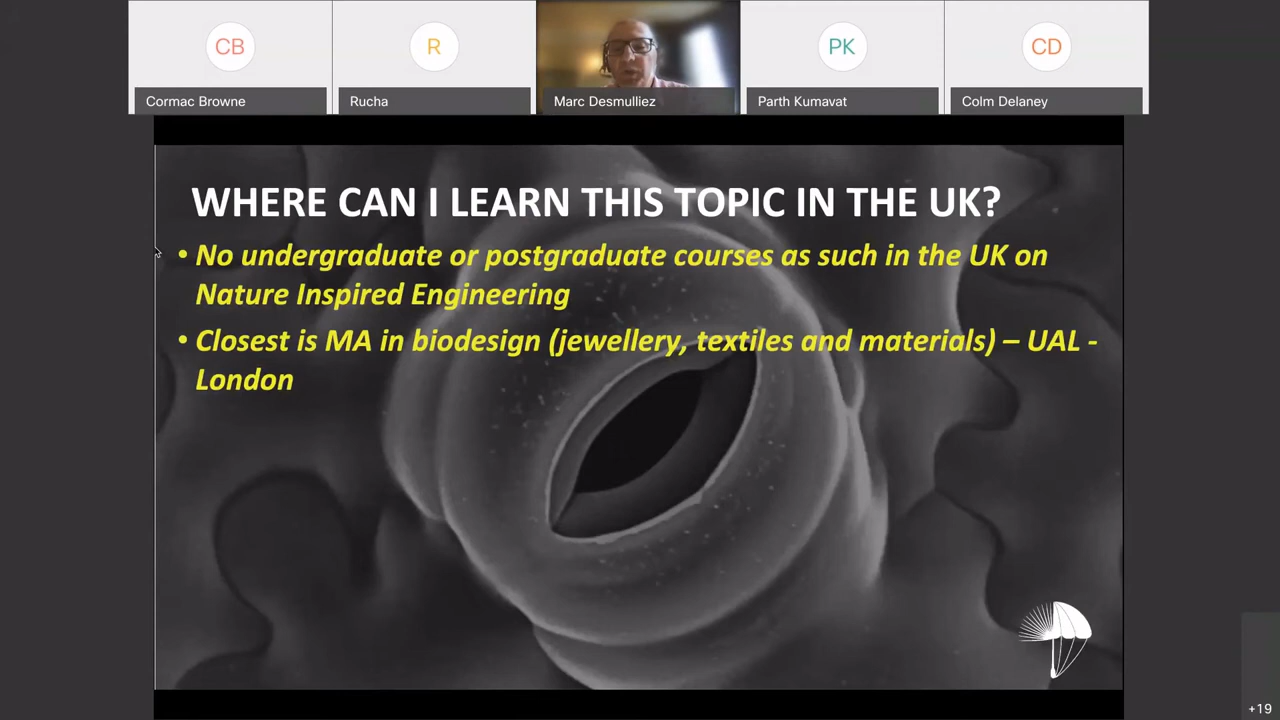 CB
R
PK
CD
Cormac Browne
Rucha
Marc Desmulliez
Parth Kumavat
Colm Delaney
WHERE CAN I LEARN THIS TOPIC IN THE UK?
• No undergraduate or postgraduate courses as such in the UK on
Nature Inspired Engineering
• Closest is MA in biodesign (jewellery, textiles and materials) – UAL -
London
+19